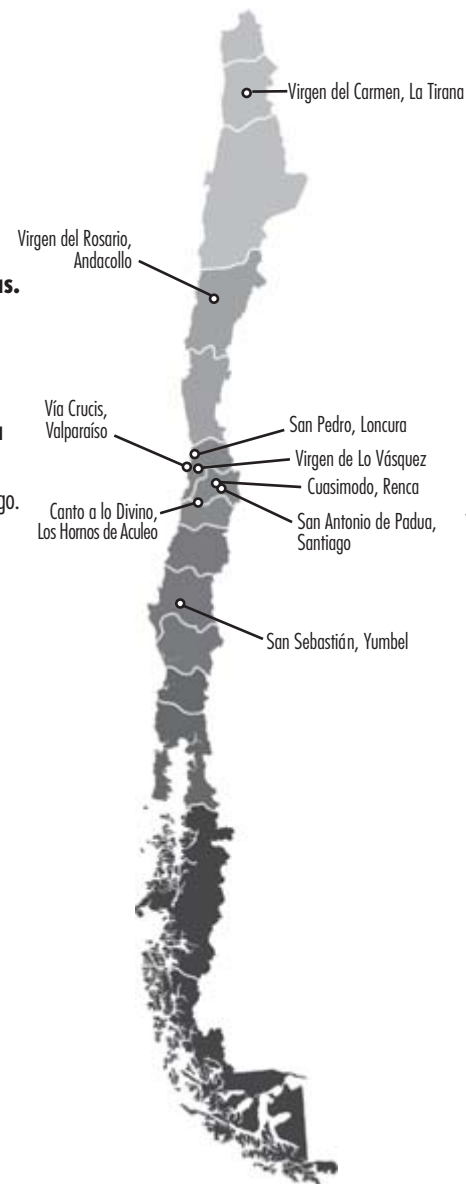 Virgen del Carmen, La Tirana
Virgen del Rosario,
Andacollo
Vía Crucis,
Valparaíso
San Pedro, Loncura
Virgen de Lo Vásquez
Cuasimodo, Renca
Canto a lo Divino,
Los Hornos de Aculeo
San Antonio de Padua,
Santiago
San Sebastián, Yumbel